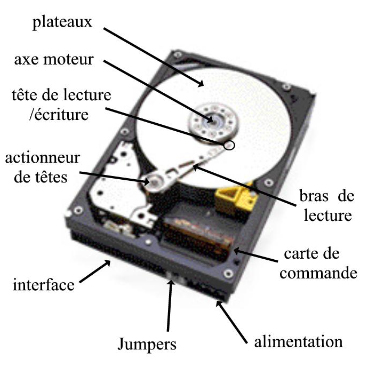 plateaux
axe moteur
tête de lecture
/écriture
actionneur
de têtes
bras de
lecture
carte de
commande
interface
Jumpers
alimentation